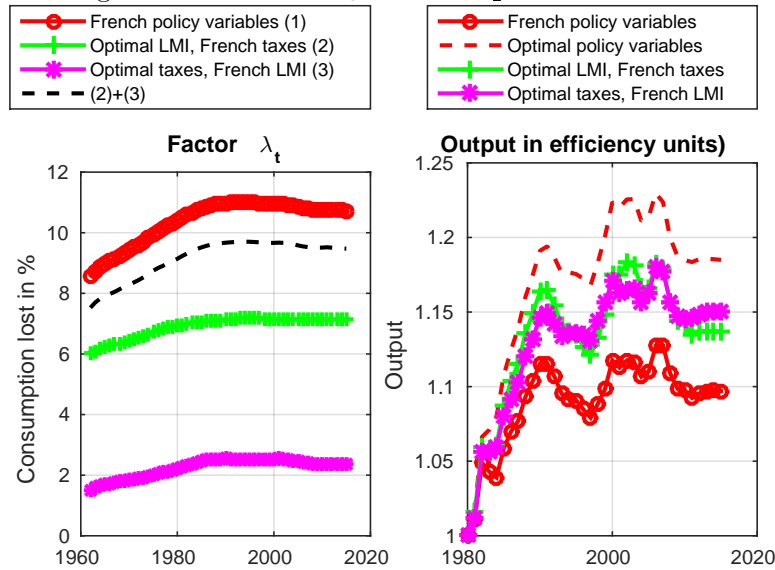 French policy variables (1)
Optimal LMI, French taxes (2)
Optimal taxes, French LMI (3)
(2)+(3)
French policy variables
Optimal policy variables
Optimal LMI, French taxes
Optimal taxes, French LMI
Factor λt
Consumption lost in %
12
10
8
6
4
2
0
1960
1980
2000
2020
Output in efficiency units)
Output
1.25
1.2
1.15
1.1
1.05
1
1980
2000
2020